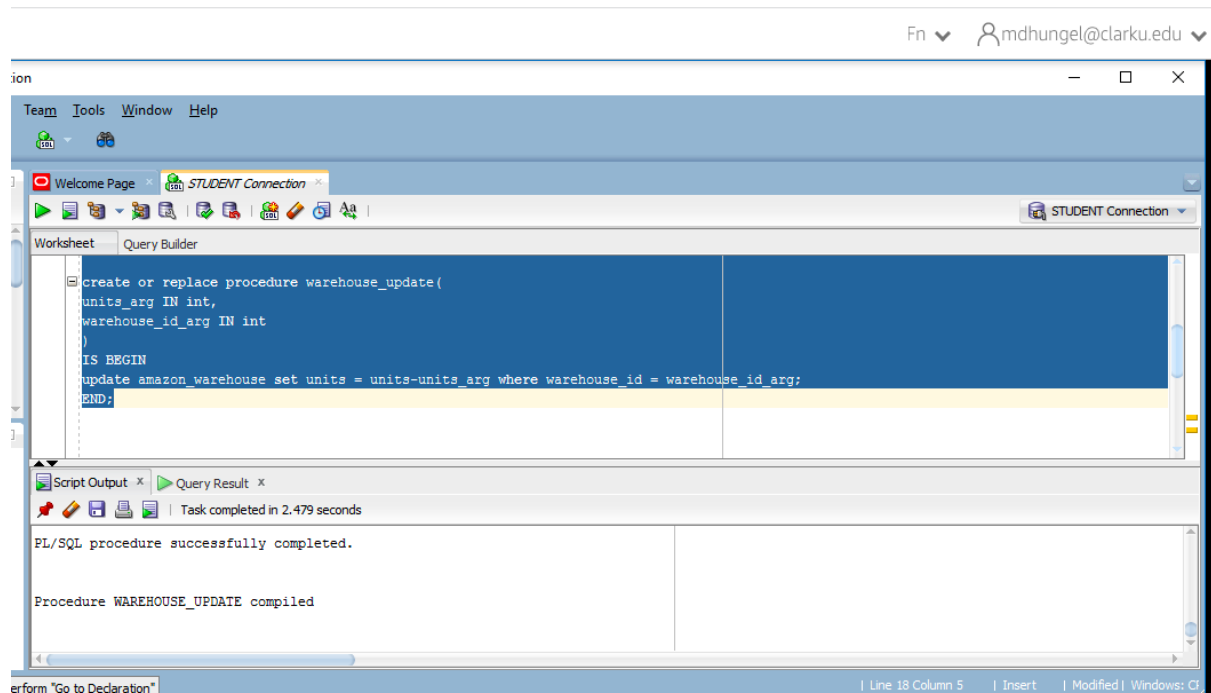 Fn mdhungel@clarku.edu
tion
Team Tools Window Help
Welcome Page STUDENT Connection
STUDENT Connection
Worksheet Query Builder
create or replace procedure warehouse_update(
units_arg IN int,
warehouse_id_arg IN int
)
IS BEGIN
update amazon_warehouse set units = units-units_arg where warehouse_id = warehouse_id_arg;
END;
Script Output x Query Result x
Task completed in 2.479 seconds
PL/SQL procedure successfully completed.
Procedure WAREHOUSE_UPDATE compiled
erform "Go to Declaration" | Line 18 Column 5 | Insert | Modified | Windows: